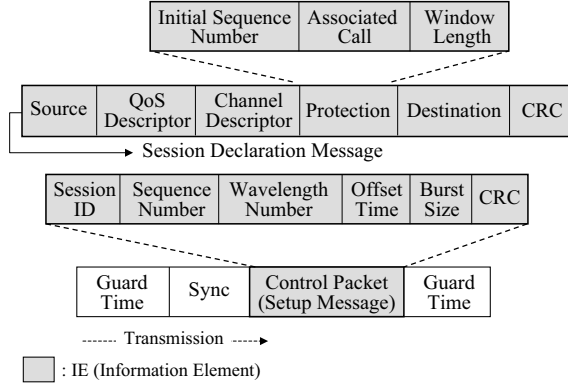 Initial Sequence Number
Associated Call
Window Length
Source
QoS Descriptor
Channel Descriptor
Protection
Destination
CRC
Session Declaration Message
Session ID
Sequence Number
Wavelength Number
Offset Time
Burst Size
CRC
Guard Time
Sync
Control Packet (Setup Message)
Guard Time
Transmission
: IE (Information Element)